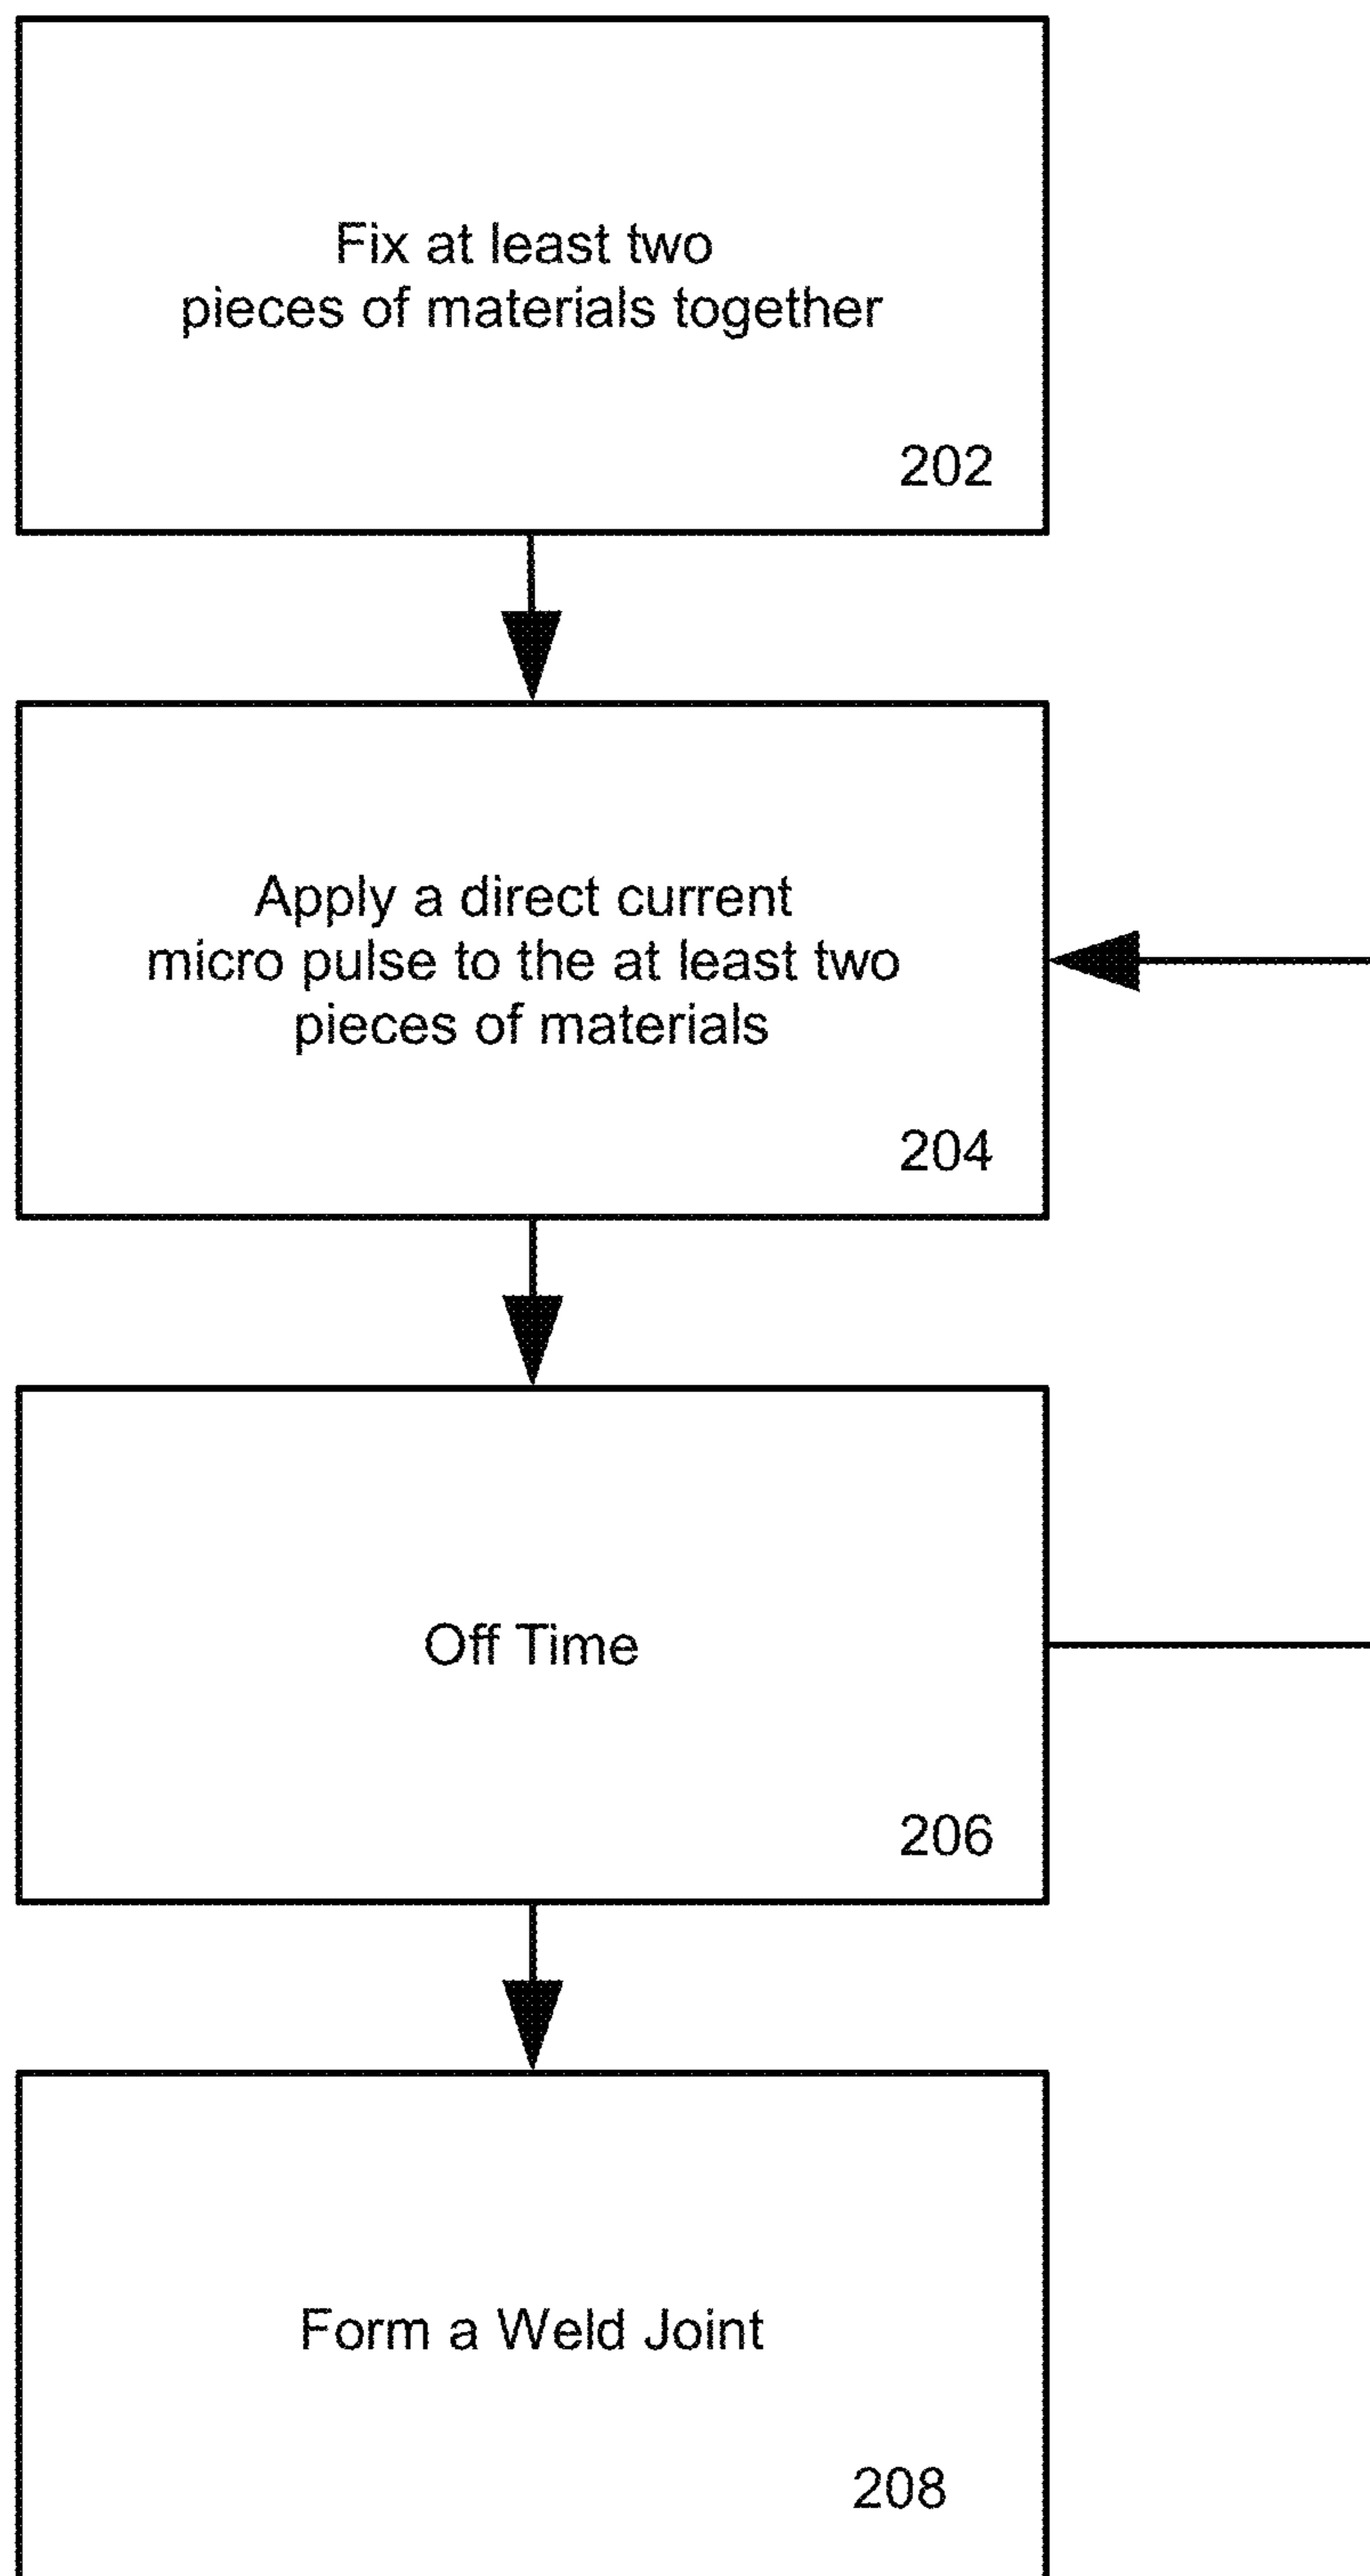 Fix at least two
pieces of materials together
202
Apply a direct current
micro pulse to the at least two
pieces of materials
204
Off Time
206
Form a Weld Joint
208